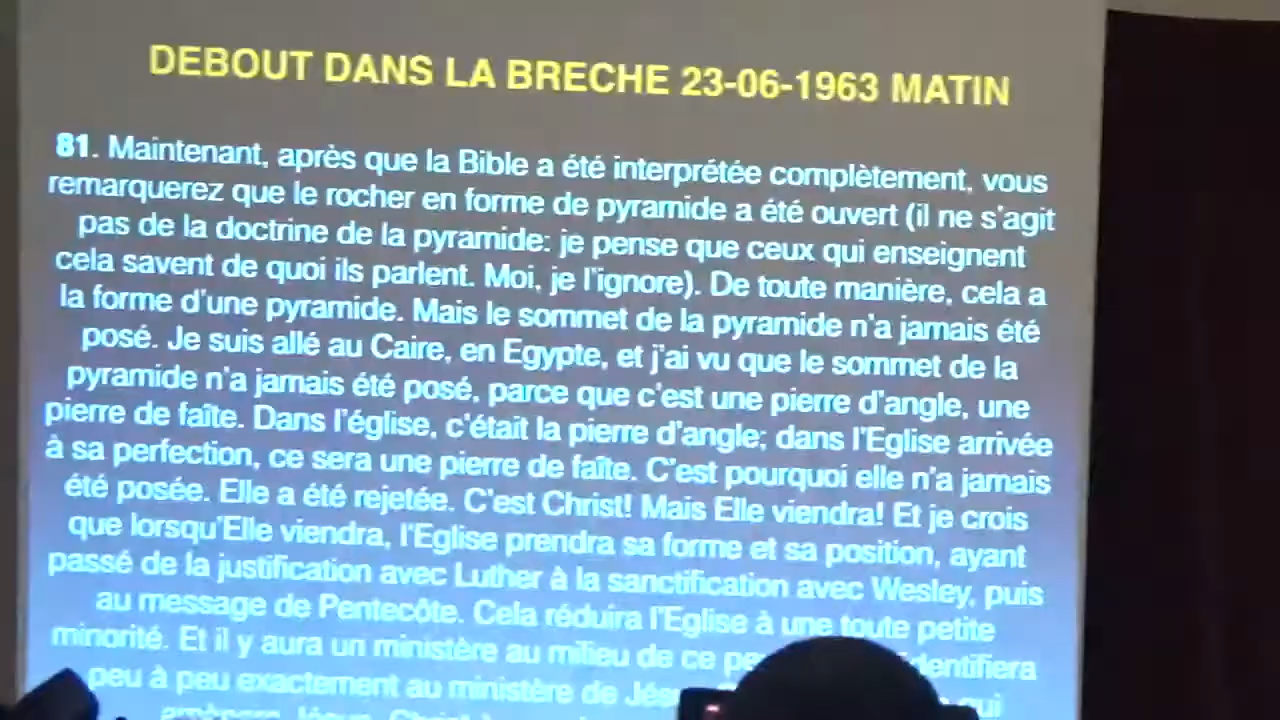 DEBOUT DANS LA BRECHE 23-06-1963 MATIN
81. Maintenant, après que la Bible a été interprétée complètement, vous
remarquerez que le rocher en forme de pyramide a été ouvert (il ne s'agit
pas de la doctrine de la pyramide: je pense que ceux qui enseignent
cela savent de quoi ils parlent. Moi, je l'ignore). De toute manière, cela a
la forme d'une pyramide. Mais le sommet de la pyramide n'a jamais été
posé. Je suis allé au Caire, en Egypte, et j'ai vu que le sommet de la
pyramide n'a jamais été posé, parce que c'est une pierre d'angle, une
pierre de faîte. Dans l'église, c'était la pierre d'angle; dans l'Eglise arrivée
à sa perfection, ce sera une pierre de faîte. C'est pourquoi elle n'a jamais
été posée. Elle a été rejetée. C'est Christ! Mais Elle viendra! Et je crois
que lorsqu'Elle viendra, l'Eglise prendra sa forme et sa position, ayant
passé de la justification avec Luther à la sanctification avec Wesley, puis
au message de Pentecôte. Cela réduira l'Eglise à une toute petite
minorité. Et il y aura un ministère au milieu de ce identifiera
peu à peu exactement au ministère de qui